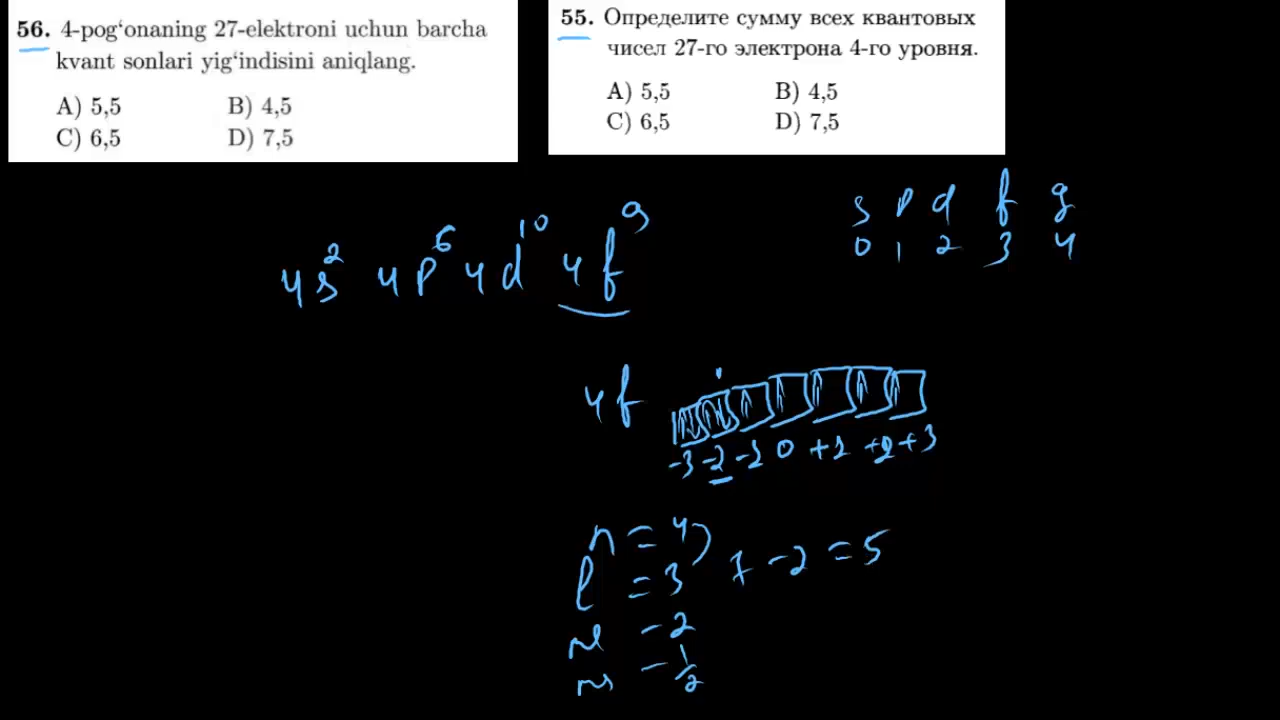 56. 4-pog‘onaning 27-elektroni uchun barcha
kvant sonlari yig‘indisini aniqlang.
A) 5,5 B) 4,5
C) 6,5 D) 7,5
55. Определите сумму всех квантовых
чисел 27-го электрона 4-го уровня.
A) 5,5 B) 4,5
C) 6,5 D) 7,5
s p d f g
0 1 2 3 4
4s² 4p⁶ 4d¹⁰ 4f⁹
4f
-3 -2 -1 0 +1 +2 +3
n = 4
l = 3
7 - 2 = 5
ml -2
ms -1/2